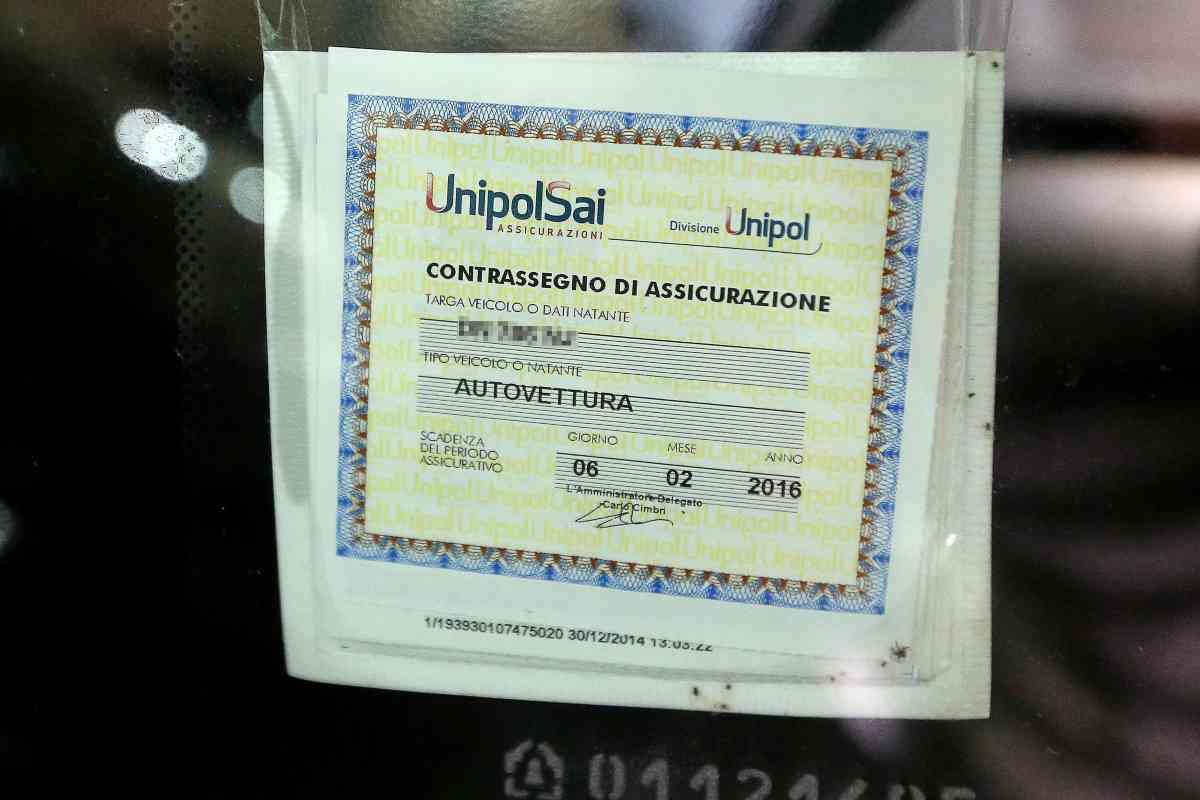 UnipolSai
ASSICURAZIONI
Divisione Unipol
CONTRASSEGNO DI ASSICURAZIONE
TARGA VEICOLO O DATI NATANTE
TIPO VEICOLO O NATANTE
AUTOVETTURA
SCADENZA
DEL PERIODO
ASSICURATIVO
GIORNO MESE ANNO
06 02 2016
L'Amministratore Delegato
Carlo Cimbri
1/193930107475020 30/12/2014 13:03:22